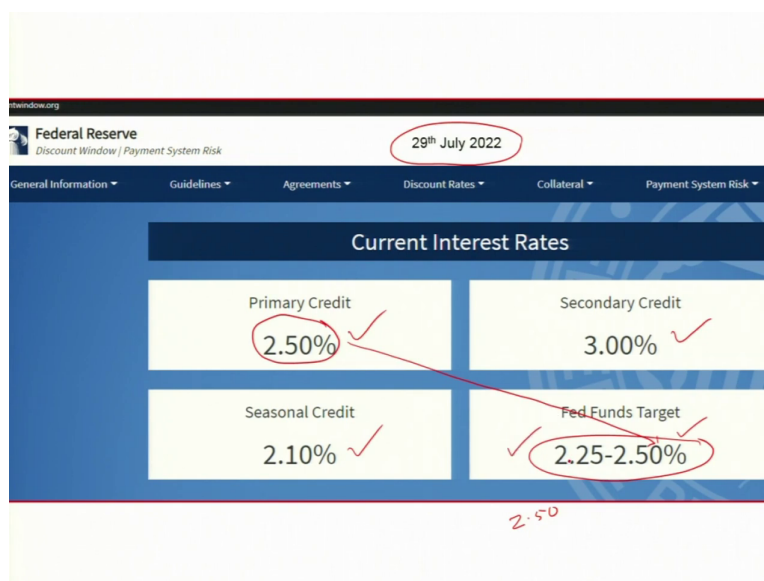 ntwindow.org
Federal Reserve
Discount Window | Payment System Risk
29th July 2022
General Information Guidelines Agreements Discount Rates Collateral Payment System Risk
Current Interest Rates
Primary Credit
2.50%
Secondary Credit
3.00%
Seasonal Credit
2.10%
Fed Funds Target
2.25-2.50%
2.50